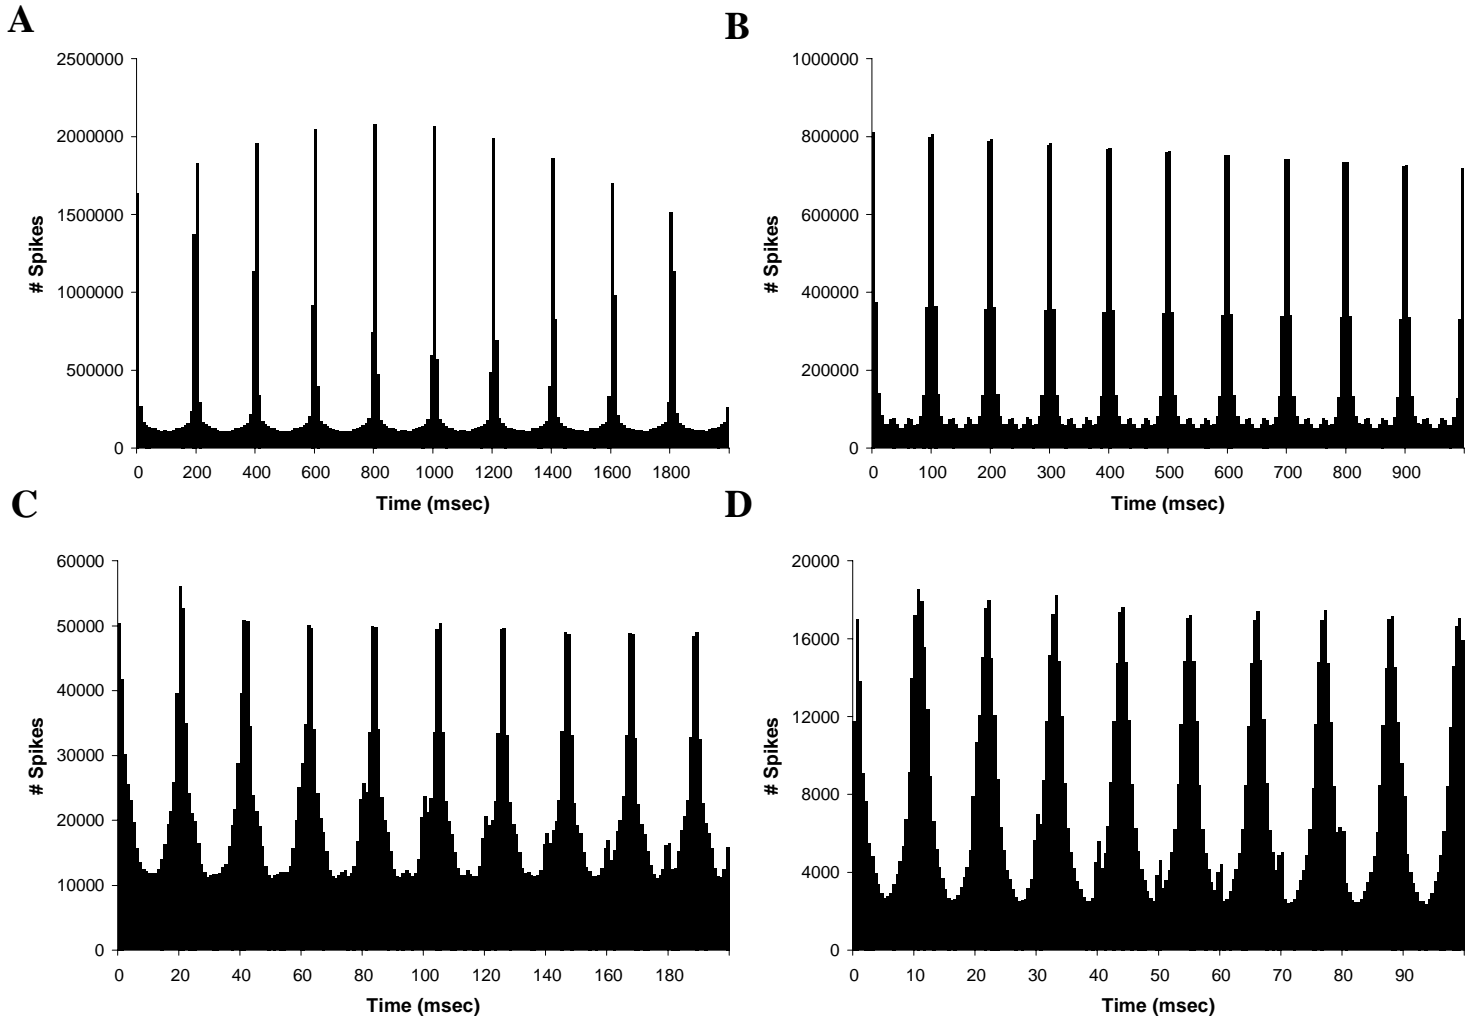 A
2500000
2000000
1500000
1000000
500000
0
# Spikes
0 200 400 600 800 1000 1200 1400 1600 1800
Time (msec)
B
1000000
800000
600000
400000
200000
0
# Spikes
0 100 200 300 400 500 600 700 800 900
Time (msec)
C
60000
50000
40000
30000
20000
10000
0
# Spikes
0 20 40 60 80 100 120 140 160 180
Time (msec)
D
20000
16000
12000
8000
4000
0
# Spikes
0 10 20 30 40 50 60 70 80 90
Time (msec)